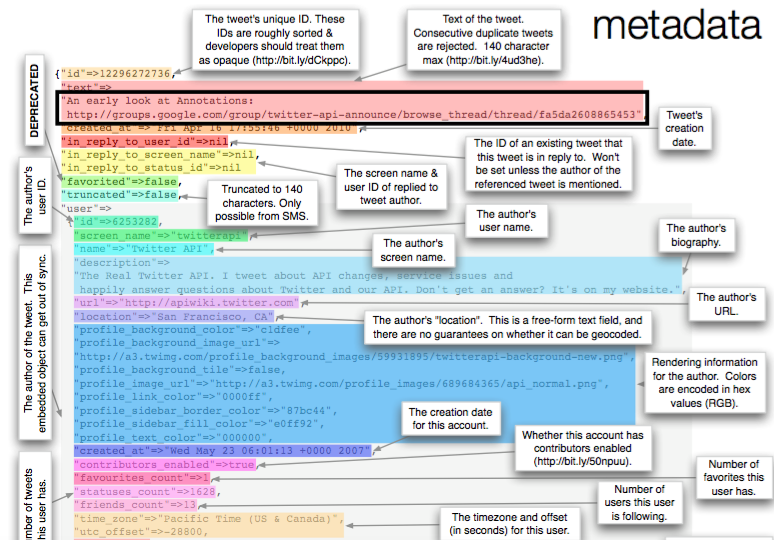 metadata
The tweet's unique ID. These
IDs are roughly sorted &
developers should treat them
as opaque (http://bit.ly/dCkppc).
Text of the tweet.
Consecutive duplicate tweets
are rejected. 140 character
max (http://bit.ly/4ud3he).
DEPRECATED
{"id"=>12296272736,
"text"=>
"An early look at Annotations:
http://groups.google.com/group/twitter-api-announce/browse_thread/thread/fa5da2608865453",
"created_at"=>"Fri Apr 16 17:55:46 +0000 2010",
Tweet's
creation
date.
"in_reply_to_user_id"=>nil,
"in_reply_to_screen_name"=>nil,
"in_reply_to_status_id"=>nil
The ID of an existing tweet that
this tweet is in reply to. Won't
be set unless the author of the
referenced tweet is mentioned.
The screen name &
user ID of replied to
tweet author.
"favorited"=>false,
"truncated"=>false,
Truncated to 140
characters. Only
possible from SMS.
The author's
user ID.
"user"=>
"id"=>6253282,
"screen_name"=>"twitterapi"
The author's
user name.
"name"=>"Twitter API",
The author's
screen name.
The author's
biography.
"description"=>
"The Real Twitter API. I tweet about API changes, service issues and
happily answer questions about Twitter and our API. Don't get an answer? It's on my website.",
"url"=>"http://apiwiki.twitter.com"
The author's
URL.
"location"=>"San Francisco, CA"
The author's "location". This is a free-form text field, and
there are no guarantees on whether it can be geocoded.
The author of the tweet. This
embedded object can get out of sync.
"profile_background_color"=>"c1dfee",
"profile_background_image_url"=>
"http://a3.twimg.com/profile_background_images/59931895/twitterapi-background-new.png",
"profile_background_tile"=>false,
"profile_image_url"=>"http://a3.twimg.com/profile_images/689684365/api_normal.png",
"profile_link_color"=>"0000ff",
"profile_sidebar_border_color"=>"87bc44",
"profile_sidebar_fill_color"=>"e0ff92",
"profile_text_color"=>"000000",
Rendering information
for the author. Colors
are encoded in hex
values (RGB).
"created_at"=>"Wed May 23 06:01:13 +0000 2007",
The creation date
for this account.
"contributors_enabled"=>true,
Whether this account has
contributors enabled
(http://bit.ly/50npuu).
"favourites_count"=>1
Number of
favorites this
user has.
"statuses_count"=>1628,
mber of tweets
this user has.
"friends_count"=>13
Number of
users this user
is following.
"time_zone"=>"Pacific Time (US & Canada)",
"utc_offset"=>-28800,
The timezone and offset
(in seconds) for this user.